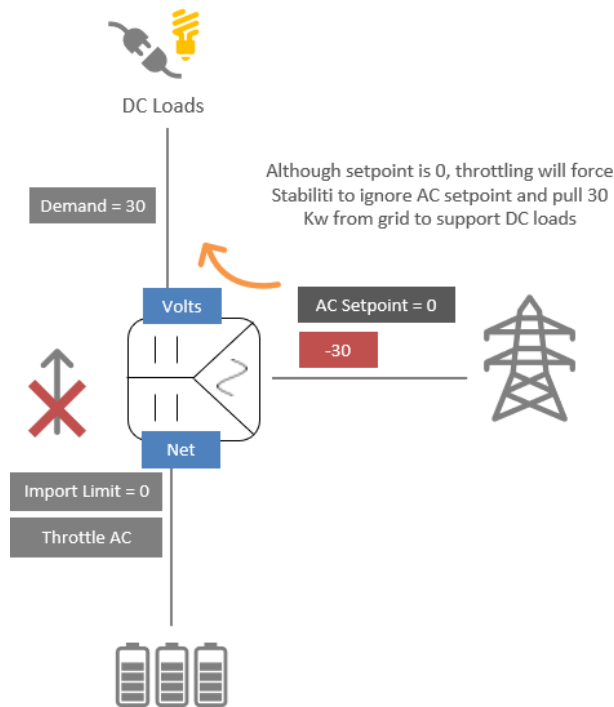 DC Loads
Although setpoint is 0, throttling will force
Stabiliti to ignore AC setpoint and pull 30
Kw from grid to support DC loads
Demand = 30
Volts
AC Setpoint = 0
-30
Net
Import Limit = 0
Throttle AC